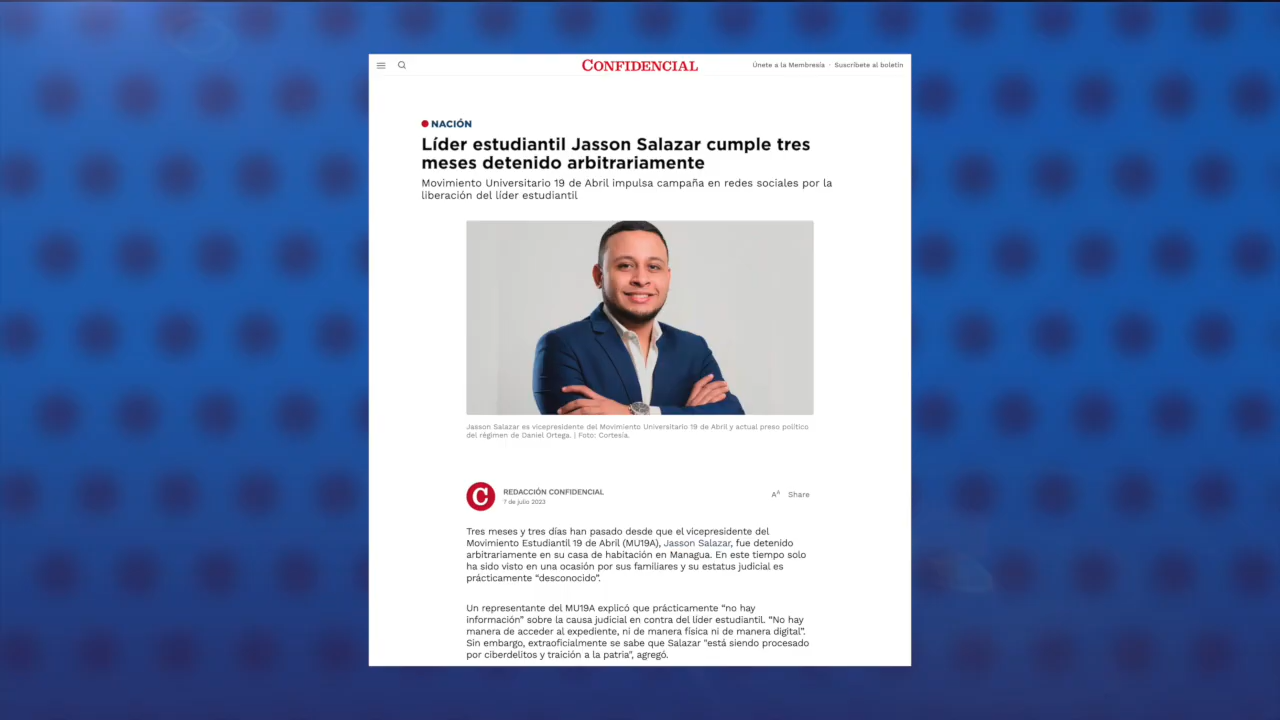 CONFIDENCIAL
Únete a la Membresía · Suscríbete al boletín
NACIÓN
Líder estudiantil Jasson Salazar cumple tres
meses detenido arbitrariamente
Movimiento Universitario 19 de Abril impulsa campaña en redes sociales por la
liberación del líder estudiantil
Jasson Salazar es vicepresidente del Movimiento Universitario 19 de Abril y actual preso político
del régimen de Daniel Ortega. | Foto: Cortesía.
C
REDACCIÓN CONFIDENCIAL
7 de julio 2023
AA Share
Tres meses y tres días han pasado desde que el vicepresidente del
Movimiento Estudiantil 19 de Abril (MU19A), Jasson Salazar, fue detenido
arbitrariamente en su casa de habitación en Managua. En este tiempo solo
ha sido visto en una ocasión por sus familiares y su estatus judicial es
prácticamente “desconocido”.
Un representante del MU19A explicó que prácticamente “no hay
información” sobre la causa judicial en contra del líder estudiantil. “No hay
manera de acceder al expediente, ni de manera física ni de manera digital”.
Sin embargo, extraoficialmente se sabe que Salazar "está siendo procesado
por ciberdelitos y traición a la patria", agregó.